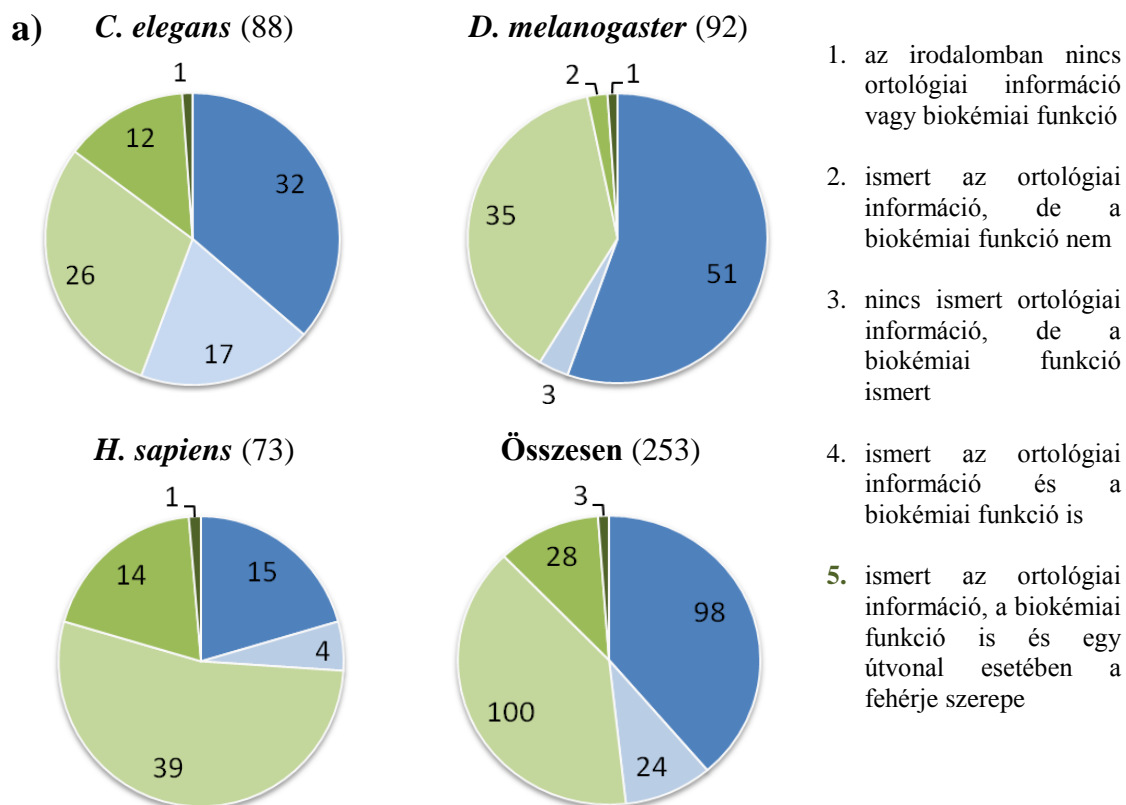 a)
C. elegans (88)
1
12
32
26
17
D. melanogaster (92)
2
1
35
51
3
H. sapiens (73)
1
14
15
4
39
Összesen (253)
3
28
98
100
24
1. az irodalomban nincs
ortológiai információ
vagy biokémiai funkció
2. ismert az ortológiai
információ, de a
biokémiai funkció nem
3. nincs ismert ortológiai
információ, de a
biokémiai funkció
ismert
4. ismert az ortológiai
információ és a
biokémiai funkció is
5. ismert az ortológiai
információ, a biokémiai
funkció is és egy
útvonal esetében a
fehérje szerepe